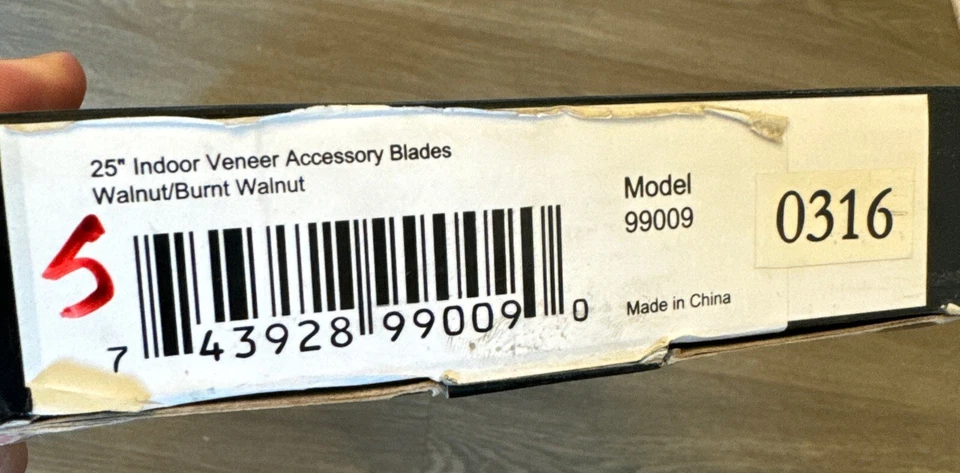 25" Indoor Veneer Accessory Blades
Walnut/Burnt Walnut
5
7 43928 99009 0
Model
99009
Made in China
0316